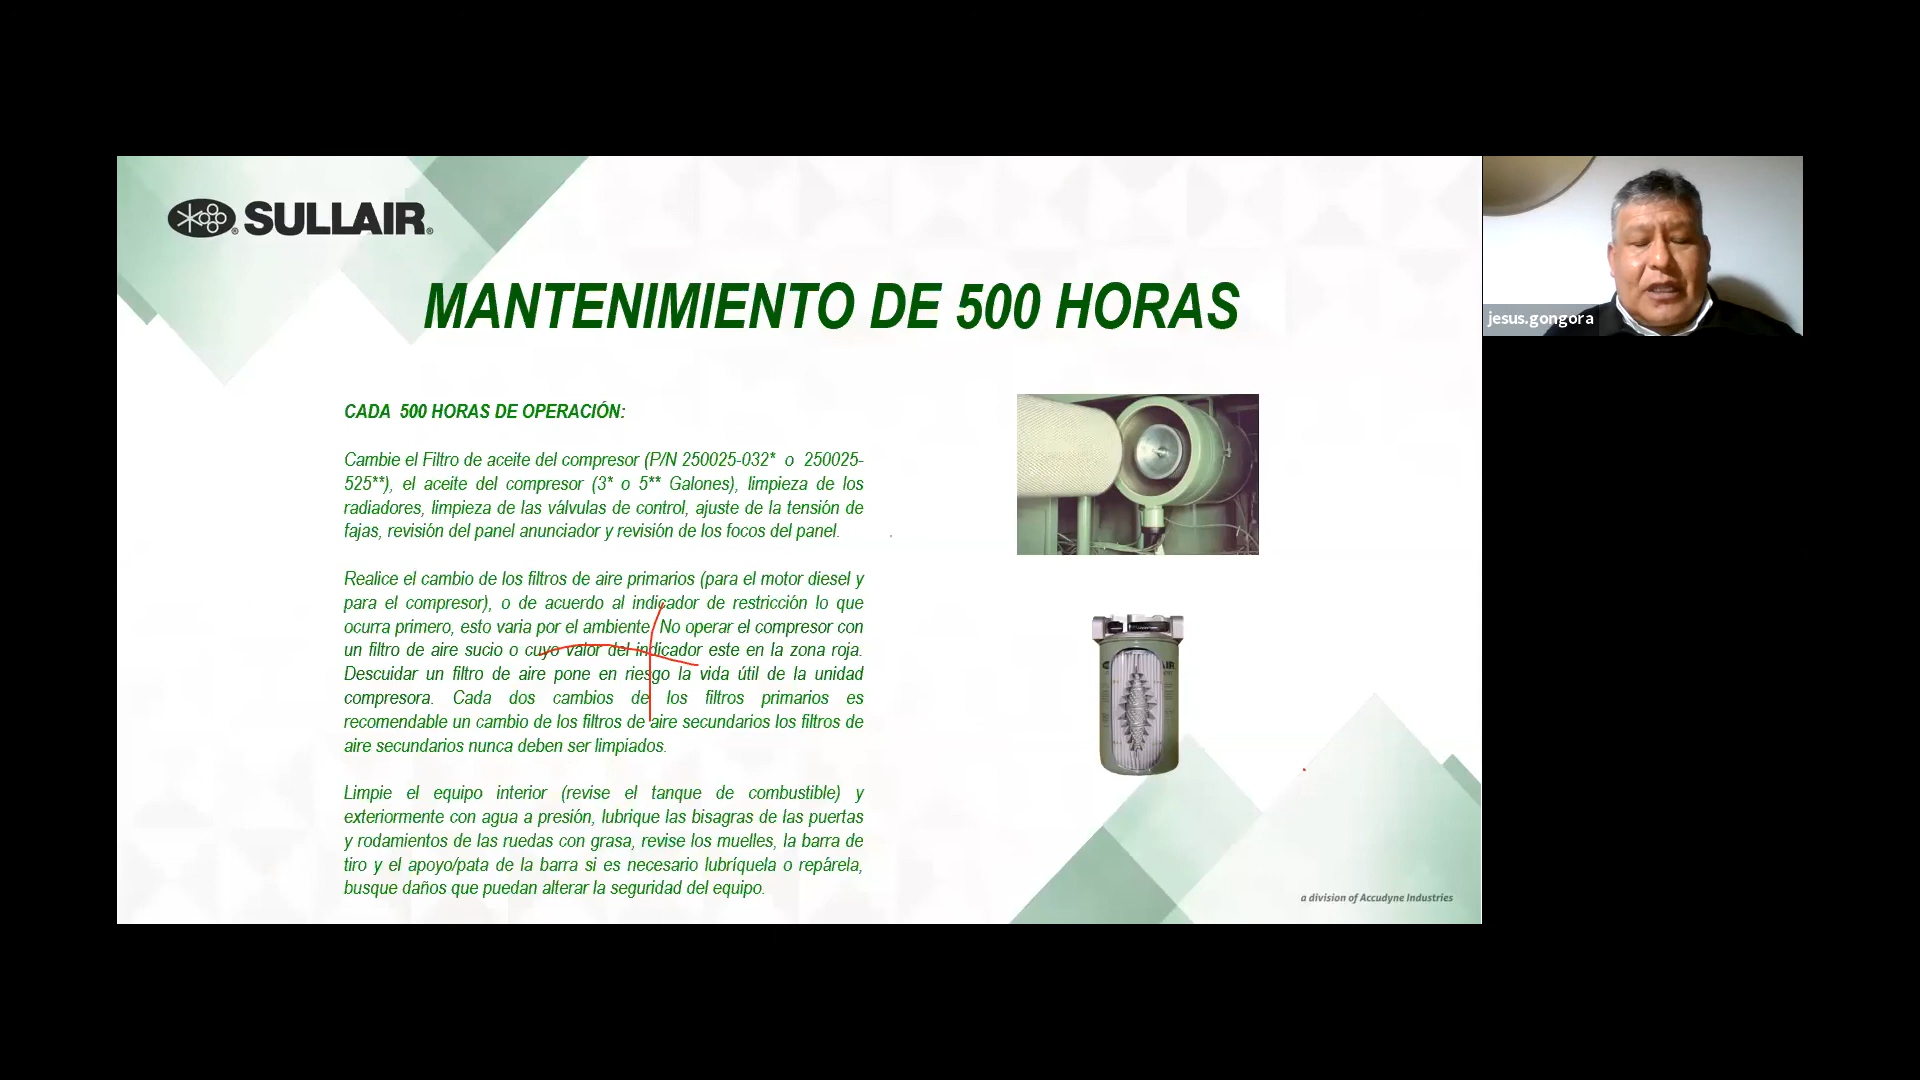 SULLAIR
MANTENIMIENTO DE 500 HORAS
jesus.gongora
CADA 500 HORAS DE OPERACIÓN:
Cambie el Filtro de aceite del compresor (P/N 250025-032* o 250025-
525**), el aceite del compresor (3* o 5** Galones), limpieza de los
radiadores, limpieza de las válvulas de control, ajuste de la tensión de
fajas, revisión del panel anunciador y revisión de los focos del panel.
Realice el cambio de los filtros de aire primarios (para el motor diesel y
para el compresor), o de acuerdo al indicador de restricción lo que
ocurra primero, esto varia por el ambiente. No operar el compresor con
un filtro de aire sucio o cuyo valor del indicador este en la zona roja.
Descuidar un filtro de aire pone en riesgo la vida útil de la unidad
compresora. Cada dos cambios de los filtros primarios es
recomendable un cambio de los filtros de aire secundarios los filtros de
aire secundarios nunca deben ser limpiados.
Limpie el equipo interior (revise el tanque de combustible) y
exteriormente con agua a presión, lubrique las bisagras de las puertas
y rodamientos de las ruedas con grasa, revise los muelles, la barra de
tiro y el apoyo/pata de la barra si es necesario lubríquela o repárela,
busque daños que puedan alterar la seguridad del equipo.
a division of Accudyne Industries